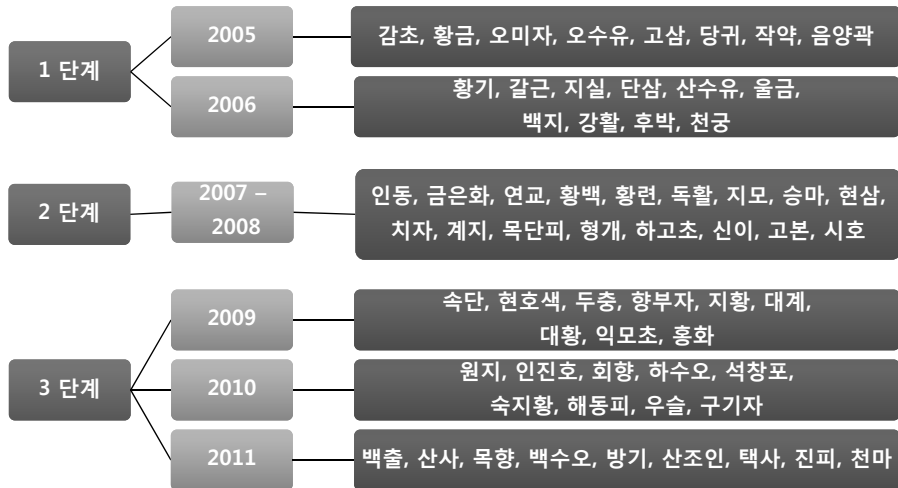 1 단계
2005
감초, 황금, 오미자, 오수유, 고삼, 당귀, 작약, 음양곽
2006
황기, 갈근, 지실, 단삼, 산수유, 울금,
백지, 강활, 후박, 천궁
2 단계
2007 –
2008
인동, 금은화, 연교, 황백, 황련, 독활, 지모, 승마, 현삼,
치자, 계지, 목단피, 형개, 하고초, 신이, 고본, 시호
3 단계
2009
속단, 현호색, 두충, 향부자, 지황, 대계,
대황, 익모초, 홍화
2010
원지, 인진호, 회향, 하수오, 석창포,
숙지황, 해동피, 우슬, 구기자
2011
백출, 산사, 목향, 백수오, 방기, 산조인, 택사, 진피, 천마